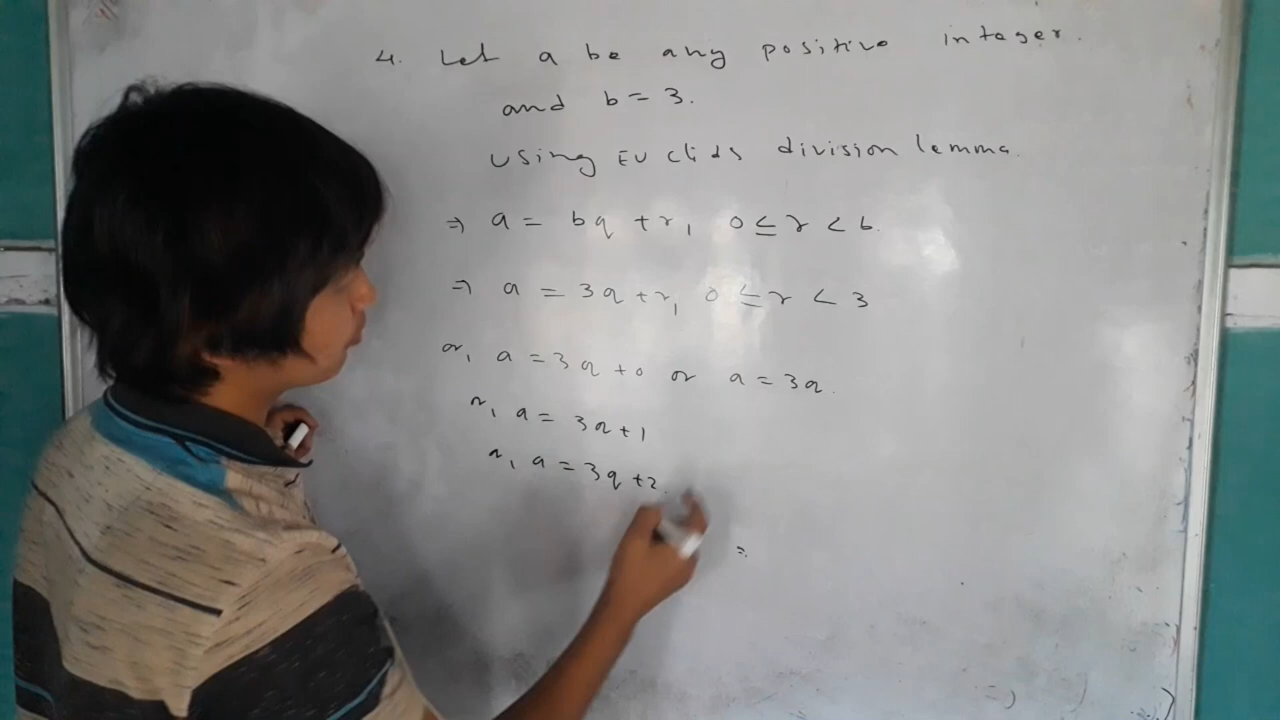 4. Let a be any positive integer.
and b = 3.
Using Euclids division lemma.
⇒ a = bq + r, 0 ≤ r < b.
⇒ a = 3q + r, 0 ≤ r < 3
or, a = 3q + 0 or a = 3q.
or, a = 3q + 1
or, a = 3q + 2.